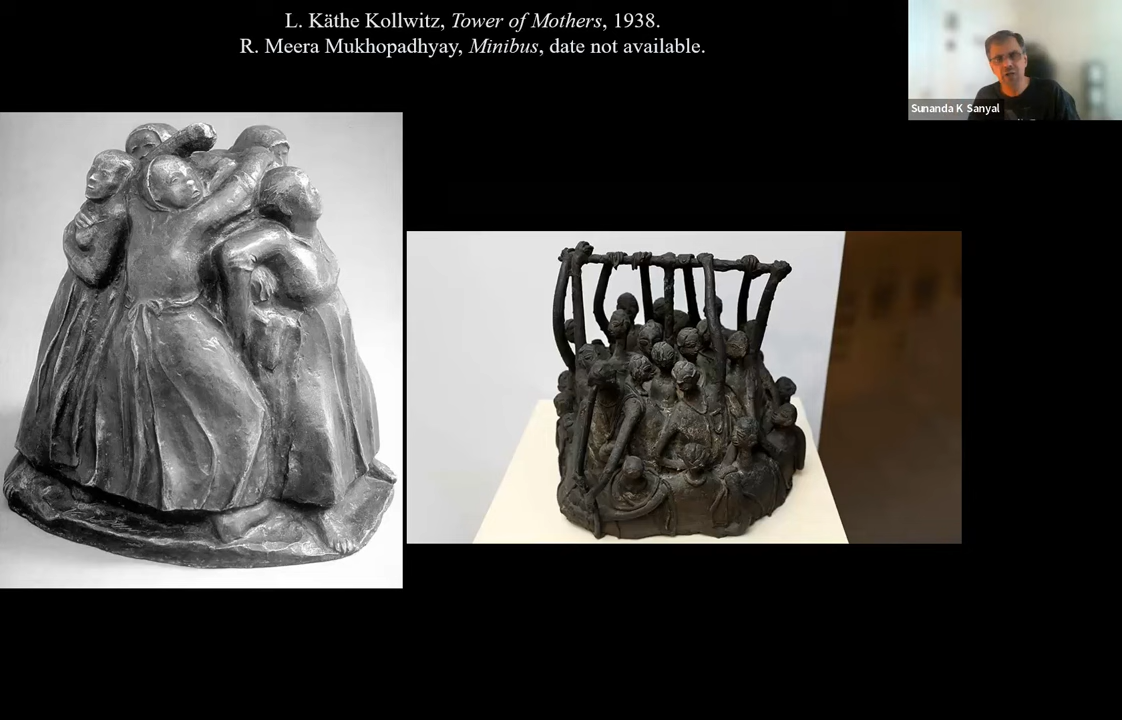 L. Käthe Kollwitz, Tower of Mothers, 1938.
R. Meera Mukhopadhyay, Minibus, date not available.
Sunanda K Sanyal